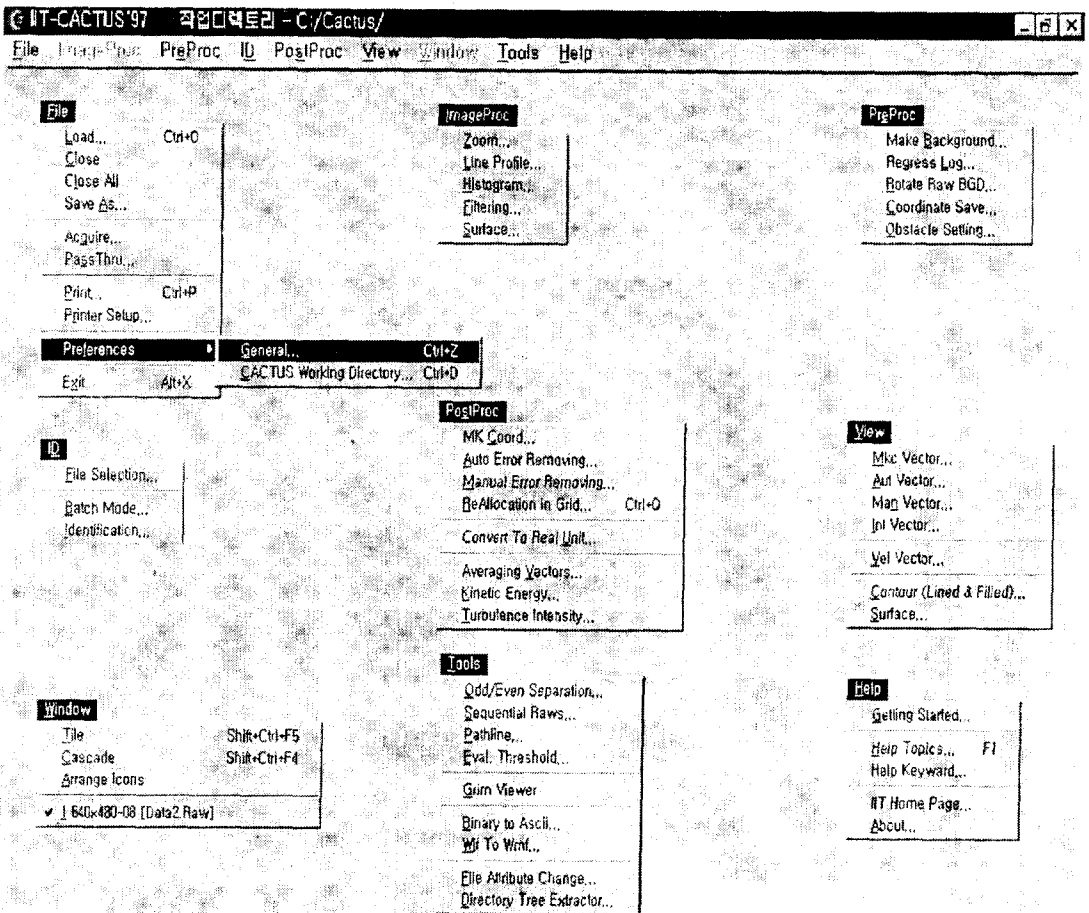 IIT-CACTUS'97 작업디렉토리 - C:/Cactus/
File ImageProc PreProc ID PostProc View Window Tools Help
File
Load... Ctrl+O
Close
Close All
Save As...
Acquire...
PassThru...
Print... Ctrl+P
Printer Setup...
Preferences
Exit Alt+X
General... Ctrl+Z
CACTUS Working Directory... Ctrl+D
ImageProc
Zoom...
Line Profile...
Histogram...
Filtering...
Surface...
PreProc
Make Background...
Regress Log...
Rotate Raw BGD...
Coordinate Save...
Obstacle Setting...
ID
File Selection...
Batch Mode...
Identification...
PostProc
MK Coord...
Auto Error Removing...
Manual Error Removing...
ReAllocation in Grid... Ctrl+O
Convert To Real Unit...
Averaging Vectors...
Kinetic Energy...
Turbulence Intensity...
View
Mkc Vector...
Aut Vector...
Man Vector...
Inl Vector...
Vel Vector...
Contour (Lined & Filled)...
Surface...
Window
Tile Shift+Ctrl+F5
Cascade Shift+Ctrl+F4
Arrange Icons
✓ 1 640x480-08 [Data2.Raw]
Tools
Odd/Even Separation...
Sequential Raws...
Pathline...
Eval. Threshold...
Grim Viewer
Binary to Ascii...
Wf To Wmf...
File Attribute Change...
Directory Tree Extractor...
Help
Getting Started...
Help Topics... F1
Help Keyward...
IIT Home Page...
About...